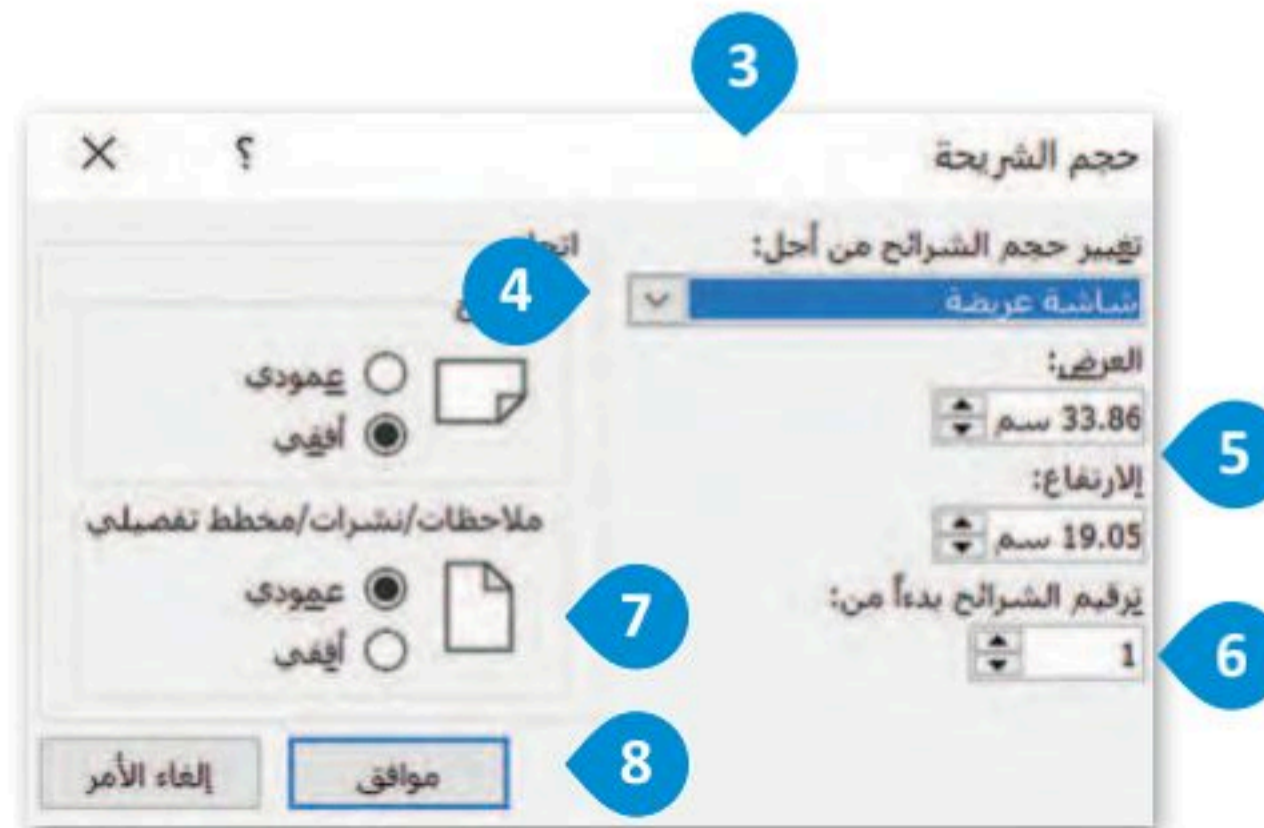 3
حجم الشريحة
؟
تغيير حجم الشرائح من أجل:
4
شاشة عريضة
العرض:
33.86 سم
5
الارتفاع:
19.05 سم
ترقيم الشرائح بدءاً من:
1
6
عمودي
أفقي
ملاحظات/نشرات/مخطط تفصيلي
عمودي
أفقي
7
موافق
8
إلغاء الأمر